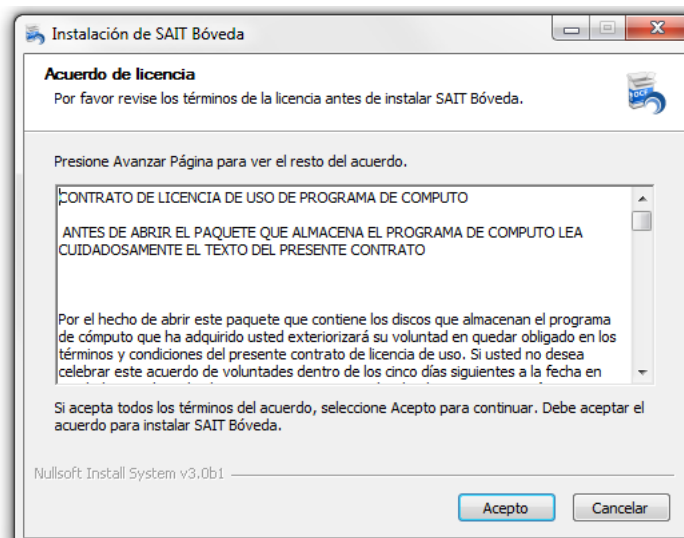 Instalación de SAIT Bóveda
Acuerdo de licencia
Por favor revise los términos de la licencia antes de instalar SAIT Bóveda.
Presione Avanzar Página para ver el resto del acuerdo.
CONTRATO DE LICENCIA DE USO DE PROGRAMA DE COMPUTO
ANTES DE ABRIR EL PAQUETE QUE ALMACENA EL PROGRAMA DE COMPUTO LEA
CUIDADOSAMENTE EL TEXTO DEL PRESENTE CONTRATO
Por el hecho de abrir este paquete que contiene los discos que almacenan el programa
de cómputo que ha adquirido usted exteriorizará su voluntad en quedar obligado en los
términos y condiciones del presente contrato de licencia de uso. Si usted no desea
celebrar este acuerdo de voluntades dentro de los cinco días siguientes a la fecha en
Si acepta todos los términos del acuerdo, seleccione Acepto para continuar. Debe aceptar el
acuerdo para instalar SAIT Bóveda.
Nullsoft Install System v3.0b1
Acepto
Cancelar